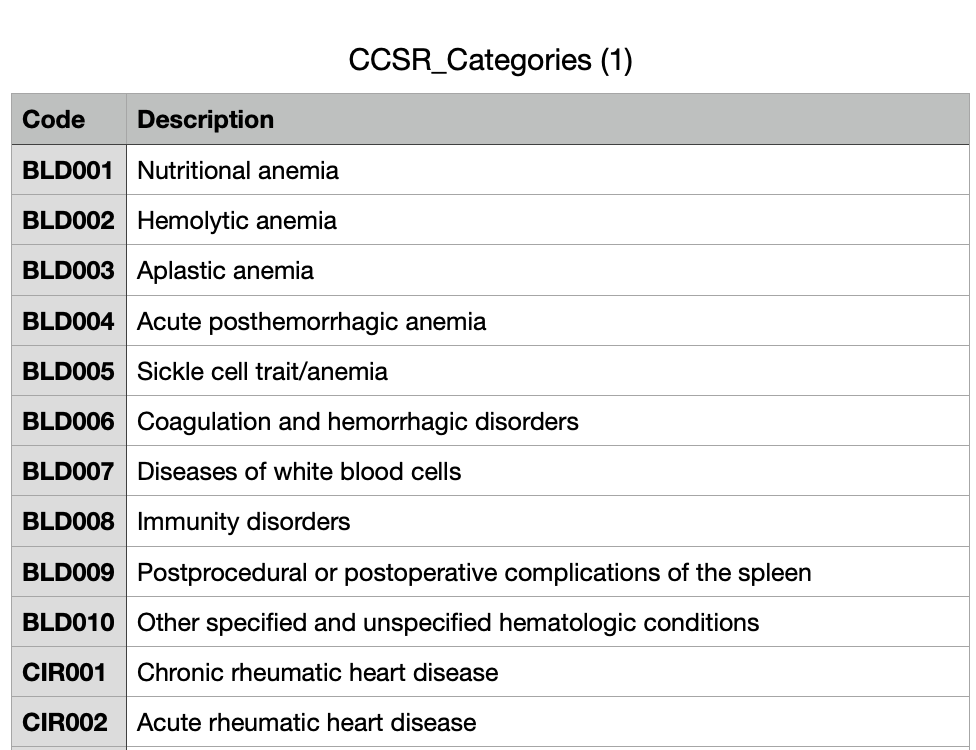 CCSR_Categories (1)
Code Description
BLD001 Nutritional anemia
BLD002 Hemolytic anemia
BLD003 Aplastic anemia
BLD004 Acute posthemorrhagic anemia
BLD005 Sickle cell trait/anemia
BLD006 Coagulation and hemorrhagic disorders
BLD007 Diseases of white blood cells
BLD008 Immunity disorders
BLD009 Postprocedural or postoperative complications of the spleen
BLD010 Other specified and unspecified hematologic conditions
CIR001 Chronic rheumatic heart disease
CIR002 Acute rheumatic heart disease